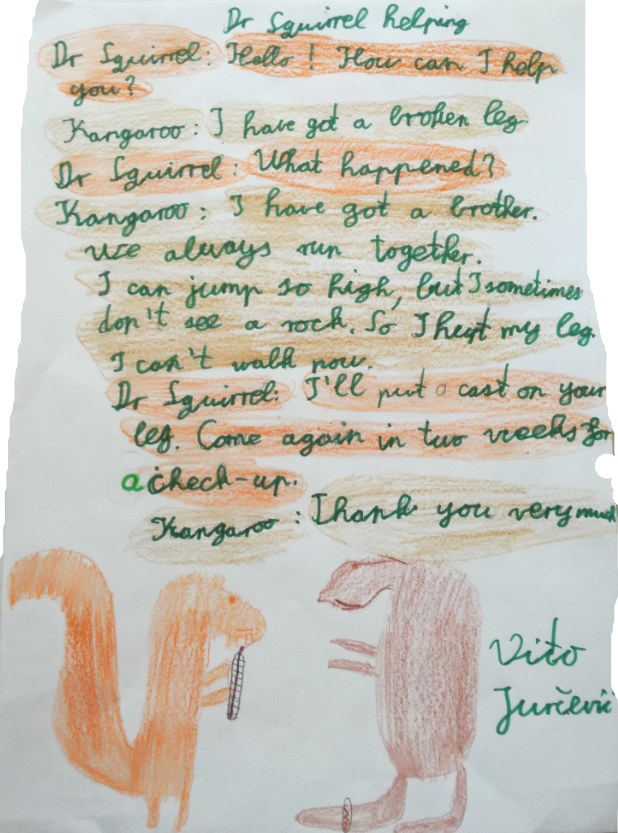 Dr Squirrel helping
Dr Squirrel: Hello! How can I help
you?
Kangaroo: I have got a broken leg.
Dr Squirrel: What happened?
Kangaroo: I have got a brother.
We always run together.
I can jump so high, but I sometimes
don't see a rock. So I hurt my leg.
I can't walk now.
Dr Squirrel: I'll put a cast on your
leg. Come again in two weeks for
a check-up.
Kangaroo: Thank you very much
Vito
Jurčević